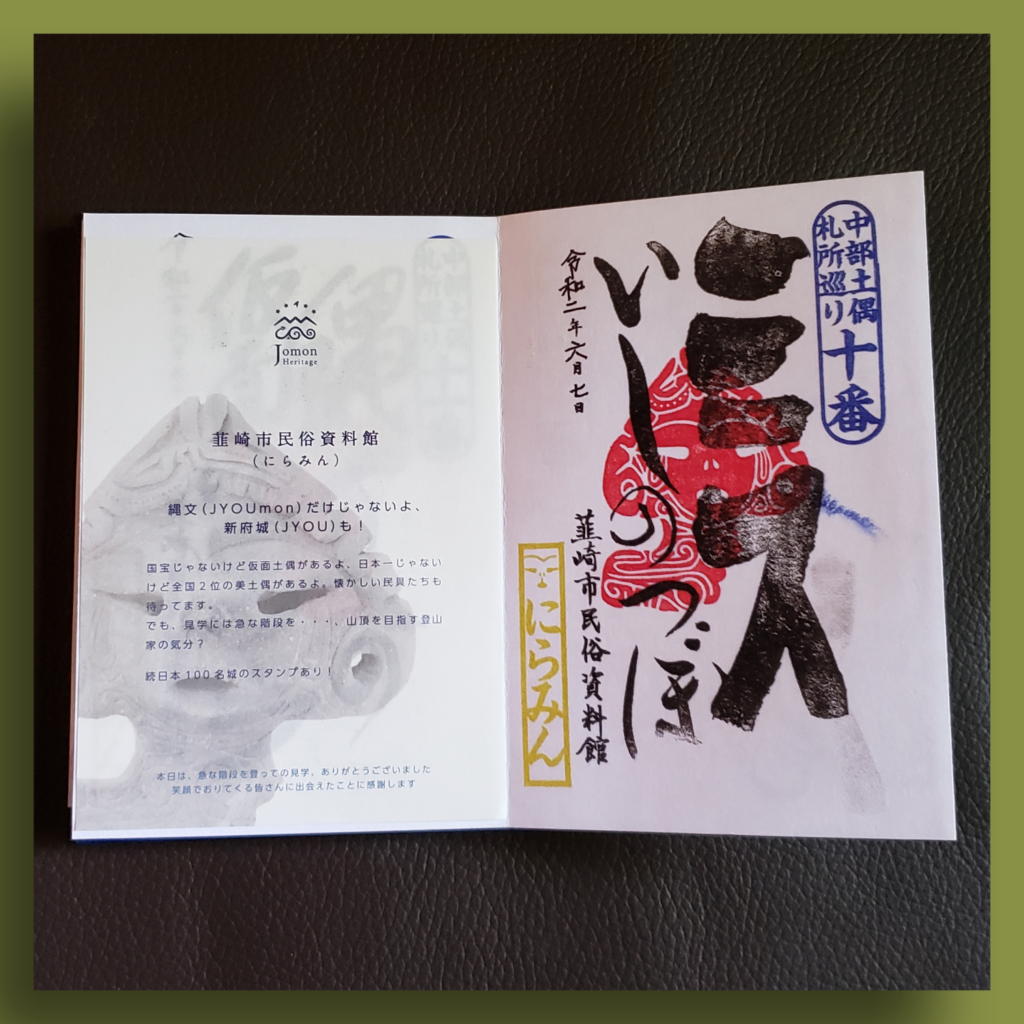 Jomon
Heritage
韮崎市民俗資料館
(にらみん)
縄文(JYOUmon)だけじゃないよ、
新府城(JYOU)も!
国宝じゃないけど仮面土偶があるよ、日本一じゃない
けど全国2位の美土偶があるよ。懐かしい民具たちも
待ってます。
でも、見学には急な階段を・・・、山頂を目指す登山
家の気分?
続日本100名城のスタンプあり!
本日は、急な階段を登っての見学、ありがとうございました
笑顔でおりてくる皆さんに出会えたことに感謝します
中部土偶
札所巡り
十番
ミス
いしのつぼ
令和二年六月七日
韮崎市民俗資料館
にらみん